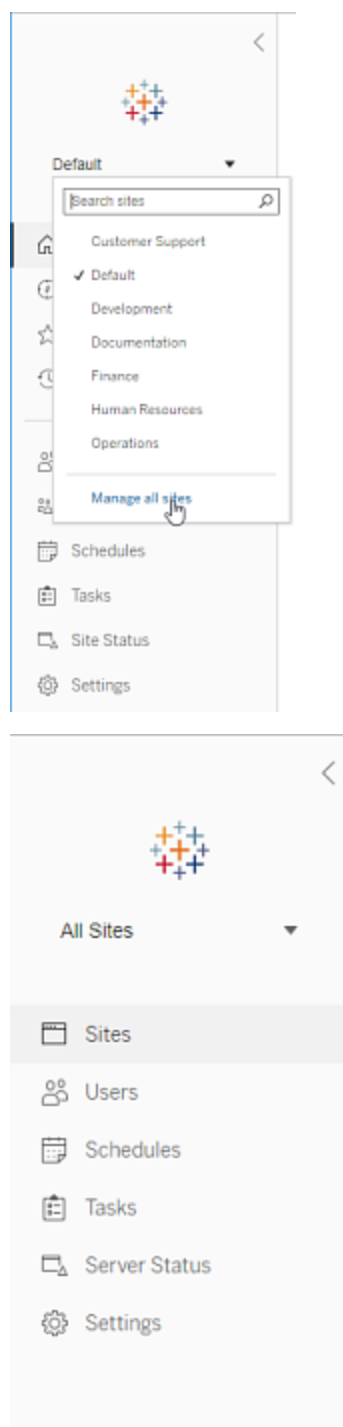 Default
Search sites
Customer Support
Default
Development
Documentation
Finance
Human Resources
Operations
Manage all sites
Schedules
Tasks
Site Status
Settings
All Sites
Sites
Users
Schedules
Tasks
Server Status
Settings